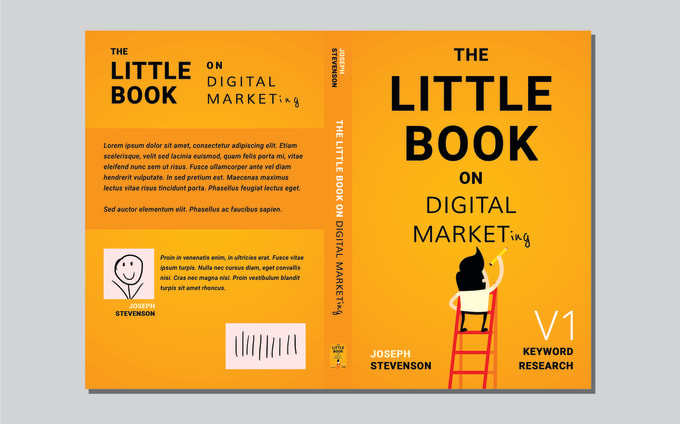 THE
LITTLE
BOOK
ON
DIGITAL
MARKETing
Lorem ipsum dolor sit amet, consectetur adipiscing elit. Etiam
scelerisque, velit sed lacinia euismod, quam felis porta mi, vitae
eleifend nunc sem ut risus. Fusce ullamcorper ante vel diam
hendrerit vulputate. In sed pretium est. Maecenas maximus
lectus vitae risus tincidunt porta. Phasellus feugiat lectus eget.
Sed auctor elementum elit. Phasellus ac faucibus sapien.
Proin in venenatis enim, in ultricies erat. Fusce vitae
ipsum turpis. Nulla nec cursus diam, eget convallis
nisi. Cras nec magna nisi. Proin vestibulum blandit
turpis sit amet rhoncus.
JOSEPH
STEVENSON
JOSEPH
STEVENSON
THE LITTLE BOOK ON DIGITAL MARKETing
LITTLE
BOOK
THE
LITTLE
BOOK
ON
DIGITAL
MARKETing
JOSEPH
STEVENSON
V1
KEYWORD
RESEARCH